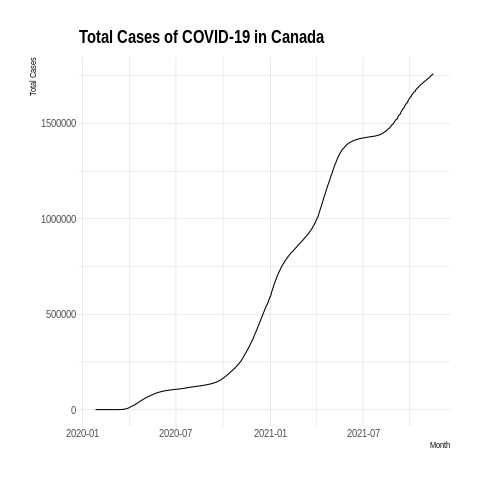 Total Cases of COVID-19 in Canada
Total Cases
1500000
1000000
500000
0
2020-01 2020-07 2021-01 2021-07
Month